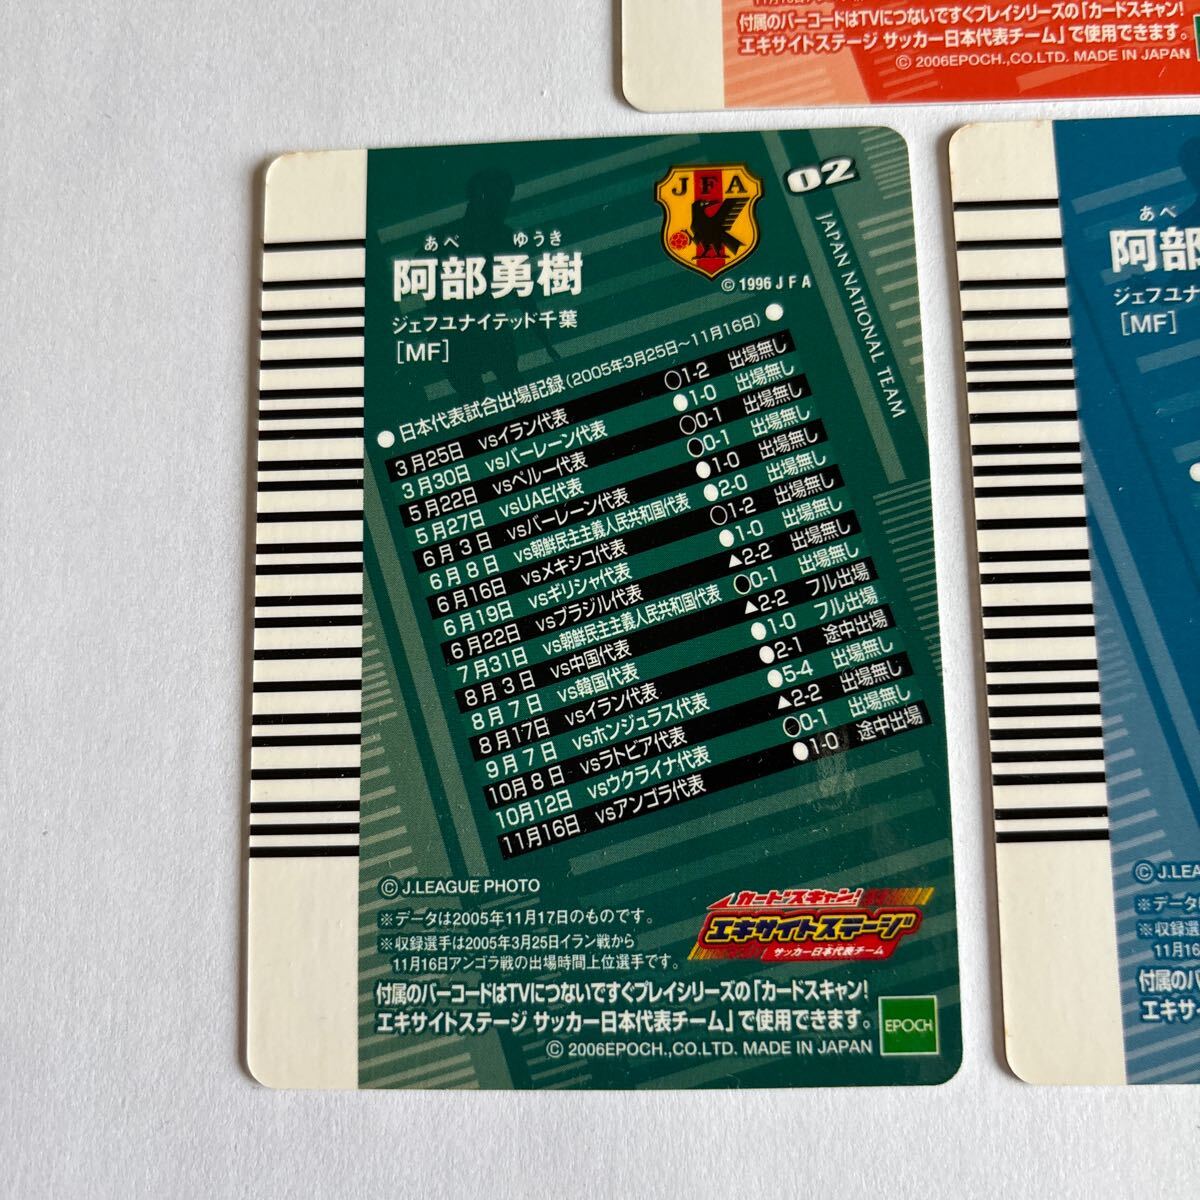 付属のバーコードはTVにつないですぐプレイシリーズの「カードスキャン!
エキサイトステージ サッカー日本代表チーム」で使用できます。
© 2006EPOCH.,CO.LTD. MADE IN JAPAN
02
JFA
© 1996 J F A
JAPAN NATIONAL TEAM
あべ ゆうき
阿部勇樹
ジェフユナイテッド千葉
[MF]
●日本代表試合出場記録(2005年3月25日〜11月16日)●
3月25日 vsイラン代表 ○1-2 出場無し
3月30日 vsバーレーン代表 ●1-0 出場無し
5月22日 vsペルー代表 ○0-1 出場無し
5月27日 vsUAE代表 ○0-1 出場無し
6月3日 vsバーレーン代表 ●1-0 出場無し
6月8日 vs朝鮮民主主義人民共和国代表 ●2-0 出場無し
6月16日 vsメキシコ代表 ○1-2 出場無し
6月19日 vsギリシャ代表 ●1-0 出場無し
6月22日 vsブラジル代表 ▲2-2 出場無し
7月31日 vs朝鮮民主主義人民共和国代表 ○0-1 出場無し
8月3日 vs中国代表 ▲2-2 フル出場
8月7日 vs韓国代表 ●1-0 フル出場
8月17日 vsイラン代表 ●2-1 途中出場
9月7日 vsホンジュラス代表 ●5-4 出場無し
10月8日 vsラトビア代表 ▲2-2 出場無し
10月12日 vsウクライナ代表 ○0-1 出場無し
11月16日 vsアンゴラ代表 ●1-0 途中出場
© J.LEAGUE PHOTO
※データは2005年11月17日のものです。
※収録選手は2005年3月25日イラン戦から
11月16日アンゴラ戦の出場時間上位選手です。
カードスキャン!
エキサイトステージ
サッカー日本代表チーム
付属のバーコードはTVにつないですぐプレイシリーズの「カードスキャン!
エキサイトステージ サッカー日本代表チーム」で使用できます。
© 2006EPOCH.,CO.LTD. MADE IN JAPAN
EPOCH
あべ
阿部
ジェフユナ
[MF]
© J.LEA
※データ
※収録
11月16
付属のバ
エキサイ